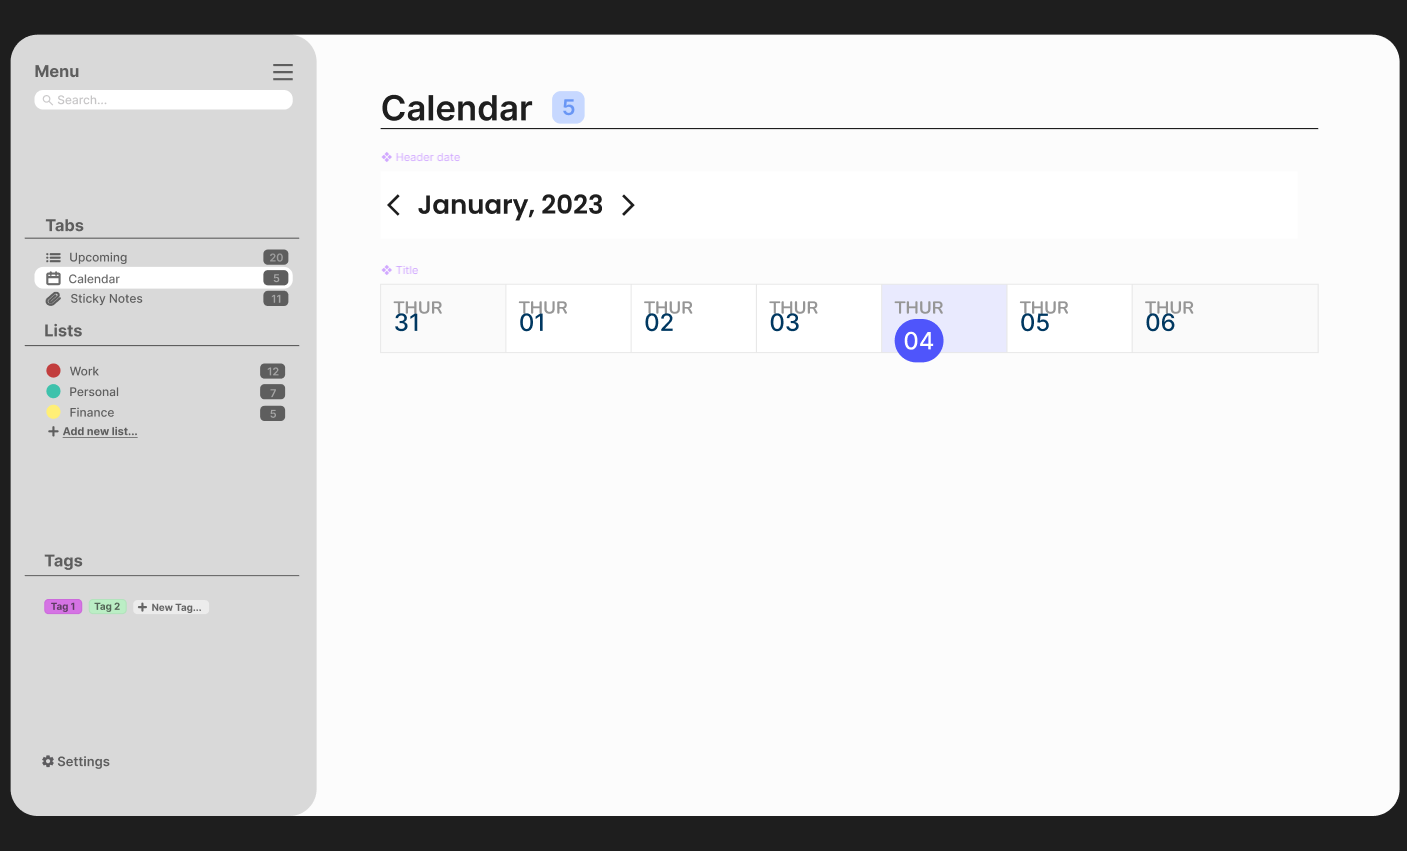 Menu
Search...
Tabs
Upcoming 20
Calendar 5
Sticky Notes 11
Lists
Work 12
Personal 7
Finance 5
Add new list...
Tags
Tag 1 Tag 2 New Tag...
Settings
Calendar 5
Header date
January, 2023
Title
THUR THUR THUR THUR THUR THUR THUR
31 01 02 03 04 05 06